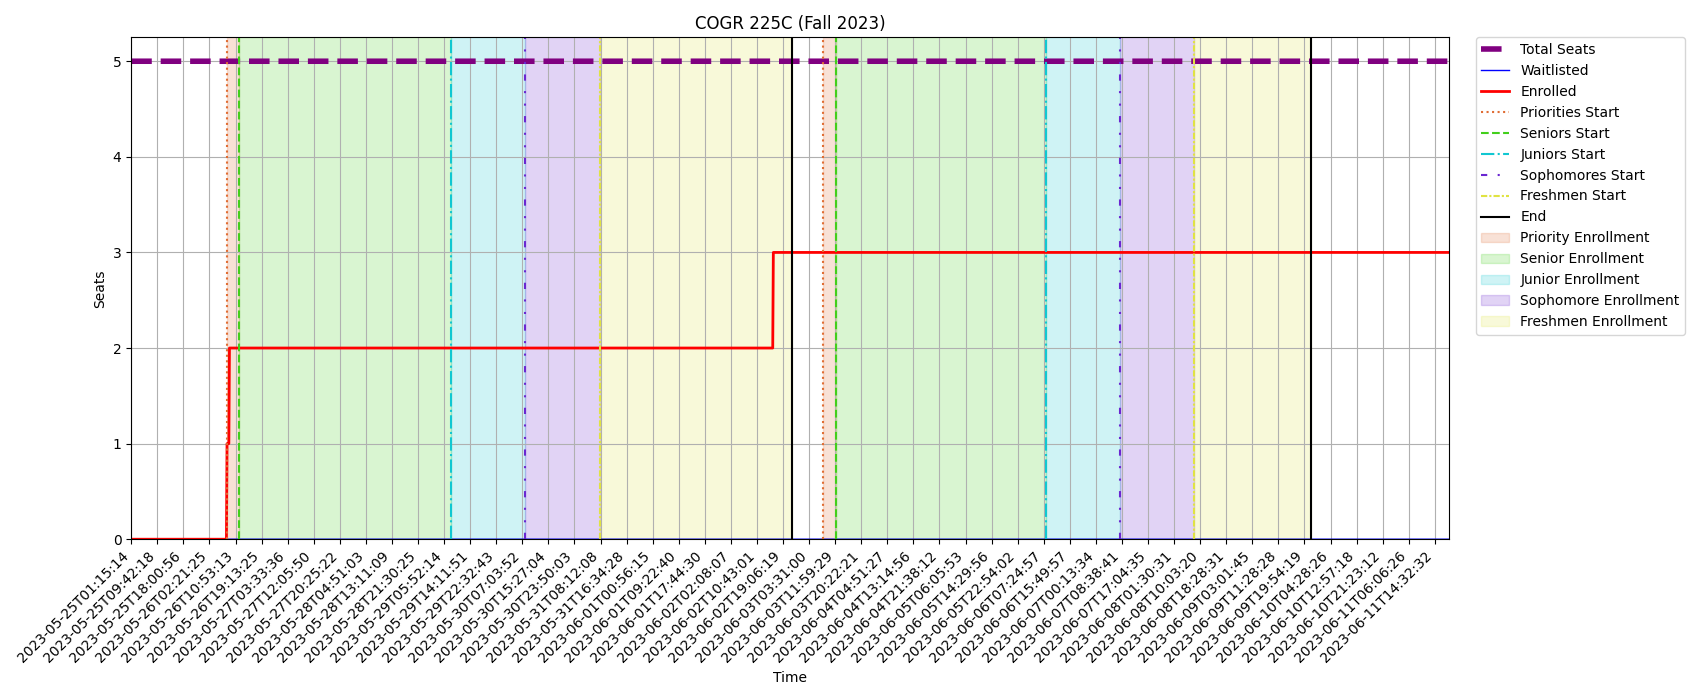 COGR 225C (Fall 2023)
Seats
5
4
3
2
1
0
2023-05-25T01:15:14
2023-05-25T09:42:18
2023-05-25T18:00:56
2023-05-26T02:21:25
2023-05-26T10:53:13
2023-05-26T19:13:25
2023-05-27T03:33:36
2023-05-27T12:05:50
2023-05-27T20:25:22
2023-05-28T04:51:03
2023-05-28T13:11:09
2023-05-28T21:30:25
2023-05-29T05:52:14
2023-05-29T14:11:51
2023-05-29T22:32:43
2023-05-30T07:03:52
2023-05-30T15:27:04
2023-05-30T23:50:03
2023-05-31T08:12:08
2023-05-31T16:34:28
2023-06-01T00:56:15
2023-06-01T09:22:40
2023-06-01T17:44:30
2023-06-02T02:08:07
2023-06-02T10:43:01
2023-06-02T19:06:19
2023-06-03T03:31:00
2023-06-03T11:59:29
2023-06-03T20:22:21
2023-06-04T04:51:27
2023-06-04T13:14:56
2023-06-04T21:38:12
2023-06-05T06:05:53
2023-06-05T14:29:56
2023-06-05T22:54:02
2023-06-06T07:24:57
2023-06-06T15:49:57
2023-06-07T00:13:34
2023-06-07T08:38:41
2023-06-07T17:04:35
2023-06-08T01:30:31
2023-06-08T10:03:20
2023-06-08T18:28:31
2023-06-09T03:01:45
2023-06-09T11:28:28
2023-06-09T19:54:19
2023-06-10T04:28:26
2023-06-10T12:57:18
2023-06-10T21:23:12
2023-06-11T06:06:26
2023-06-11T14:32:32
Time
Total Seats
Waitlisted
Enrolled
Priorities Start
Seniors Start
Juniors Start
Sophomores Start
Freshmen Start
End
Priority Enrollment
Senior Enrollment
Junior Enrollment
Sophomore Enrollment
Freshmen Enrollment